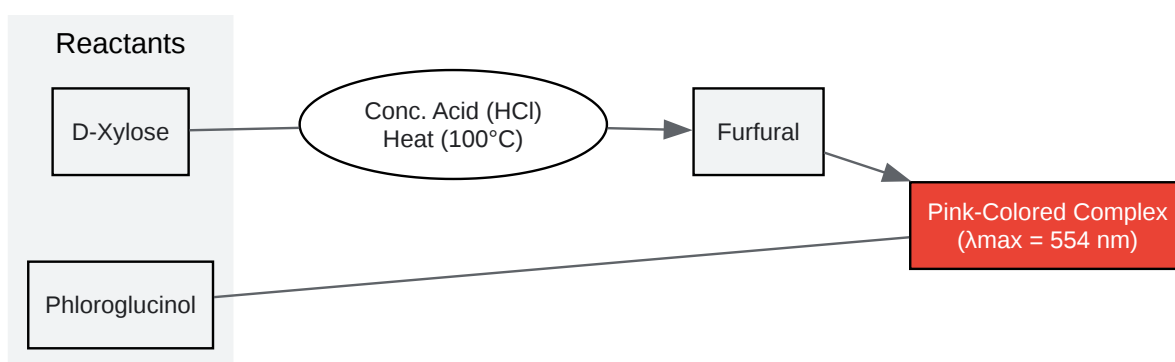 Reactants
D-Xylose
Conc. Acid (HCl)
Heat (100°C)
Furfural
Pink-Colored Complex
(λmax = 554 nm)
Phloroglucinol